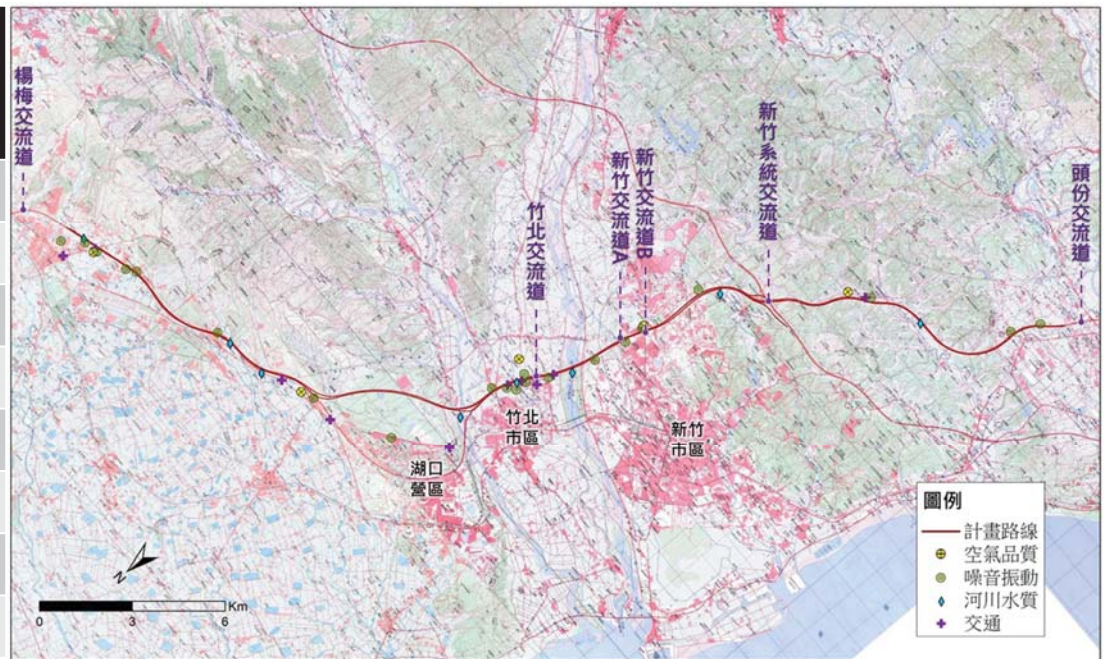 楊梅交流道
竹北交流道
新竹交流道A
新竹交流道B
新竹系統交流道
頭份交流道
竹北
市區
新竹
市區
湖口
營區
N
Km
0
3
6
圖例
計畫路線
空氣品質
噪音振動
河川水質
交通